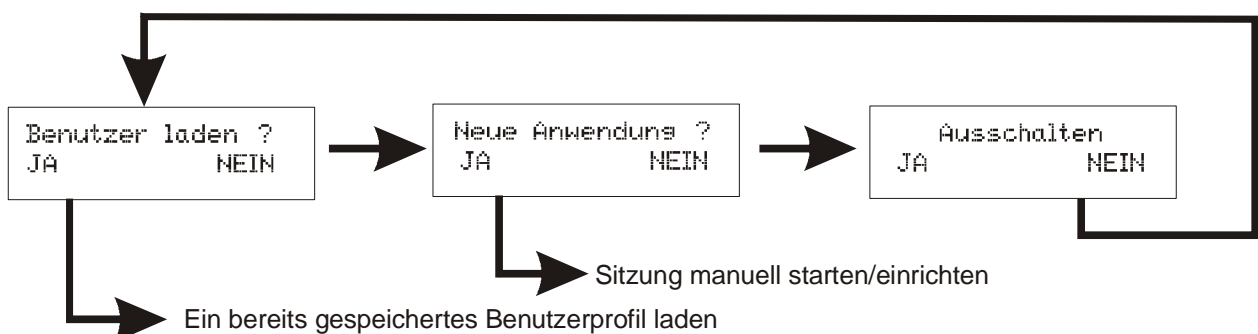 Benutzer laden ?
JA NEIN
Neue Anwendung ?
JA NEIN
Ausschalten
JA NEIN
Sitzung manuell starten/einrichten
Ein bereits gespeichertes Benutzerprofil laden